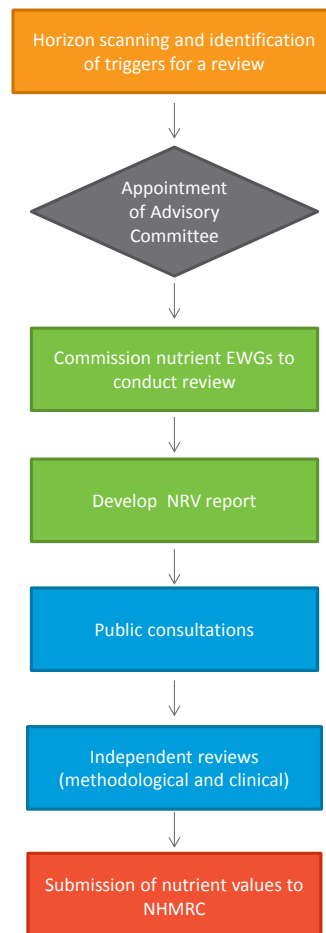 Horizon scanning and identification
of triggers for a review
Appointment
of Advisory
Committee
Commission nutrient EWGs to
conduct review
Develop NRV report
Public consultations
Independent reviews
(methodological and clinical)
Submission of nutrient values to
NHMRC